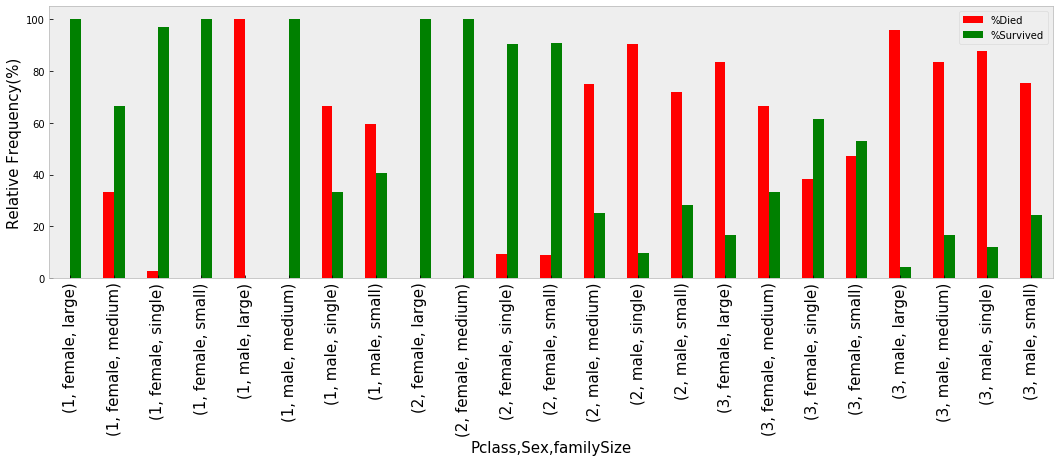 %Died
%Survived
Relative Frequency(%)
100
80
60
40
20
0
(1, female, large)
(1, female, medium)
(1, female, single)
(1, female, small)
(1, male, large)
(1, male, medium)
(1, male, single)
(1, male, small)
(2, female, large)
(2, female, medium)
(2, female, single)
(2, female, small)
(2, male, medium)
(2, male, single)
(2, male, small)
(3, female, large)
(3, female, medium)
(3, female, single)
(3, female, small)
(3, male, large)
(3, male, medium)
(3, male, single)
(3, male, small)
Pclass,Sex,familySize